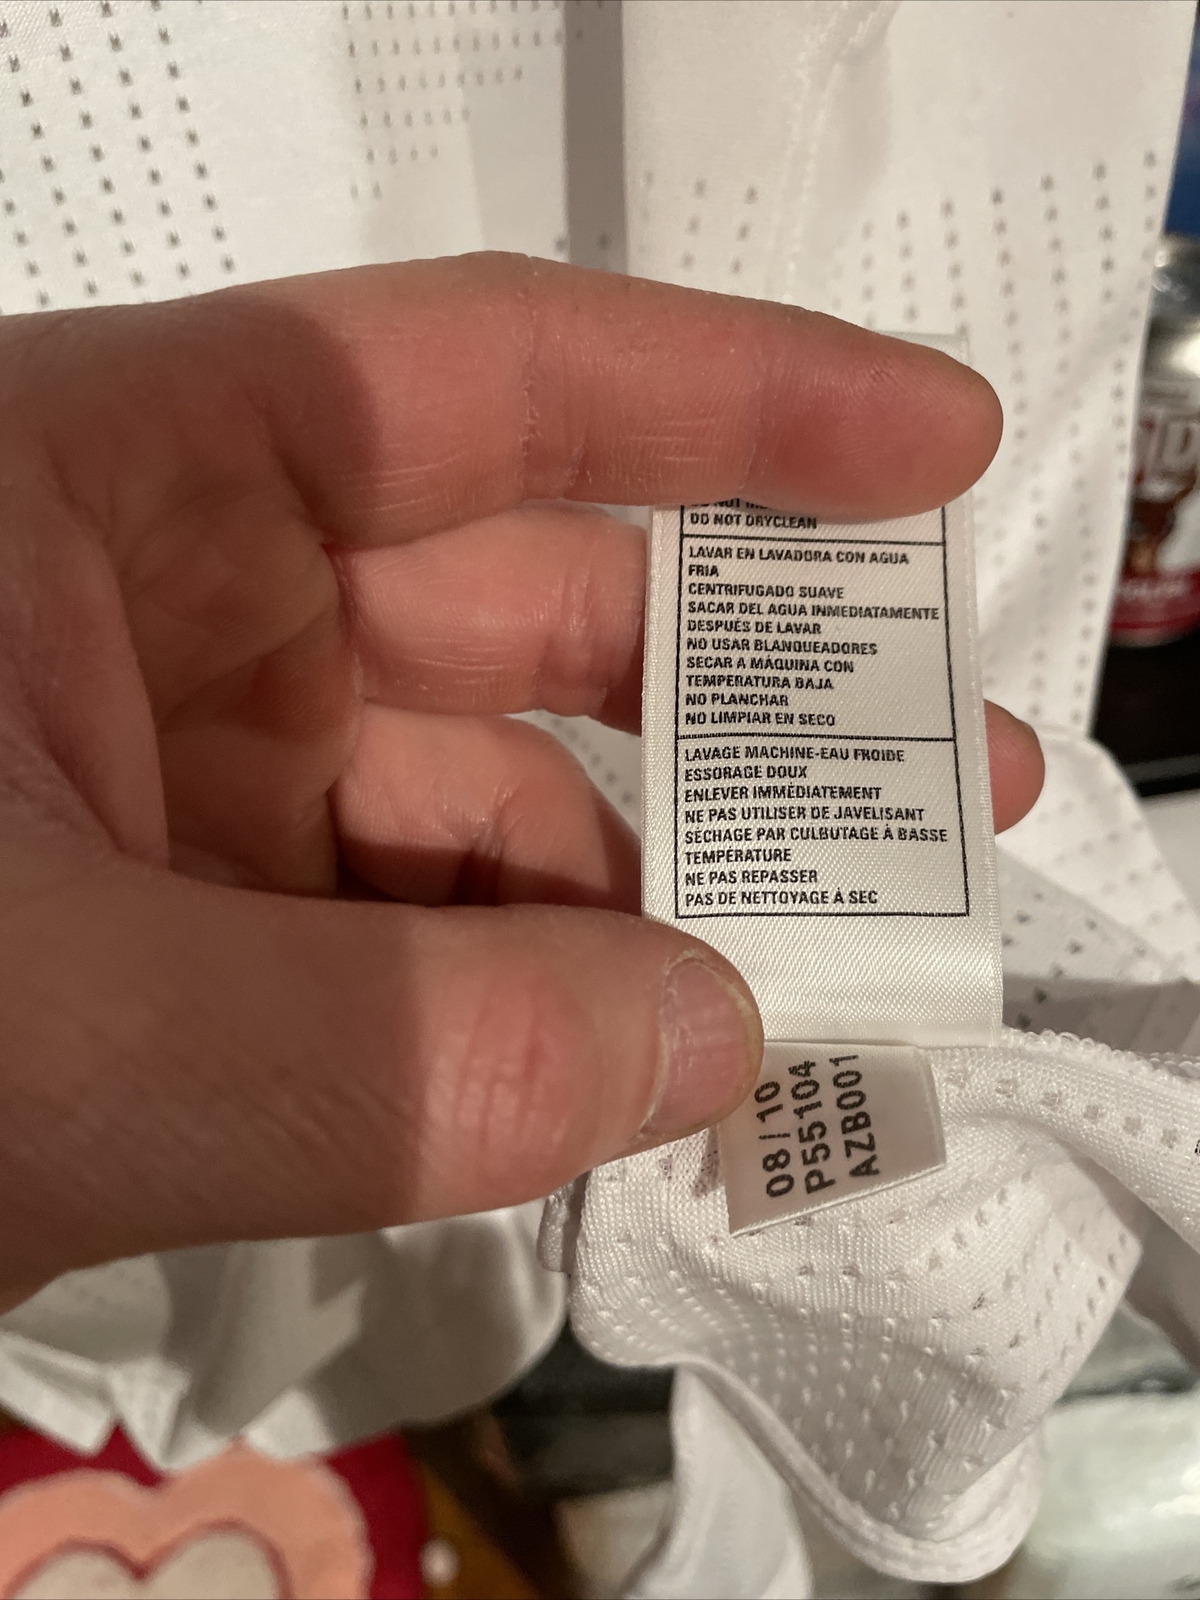 DO NOT DRYCLEAN
LAVAR EN LAVADORA CON AGUA
FRIA
CENTRIFUGADO SUAVE
SACAR DEL AGUA INMEDIATAMENTE
DESPUÉS DE LAVAR
NO USAR BLANQUEADORES
SECAR A MÁQUINA CON
TEMPERATURA BAJA
NO PLANCHAR
NO LIMPIAR EN SECO
LAVAGE MACHINE-EAU FROIDE
ESSORAGE DOUX
ENLEVER IMMÉDIATEMENT
NE PAS UTILISER DE JAVELISANT
SÉCHAGE PAR CULBUTAGE À BASSE
TEMPÉRATURE
NE PAS REPASSER
PAS DE NETTOYAGE À SEC
08/10
P55104
AZB001